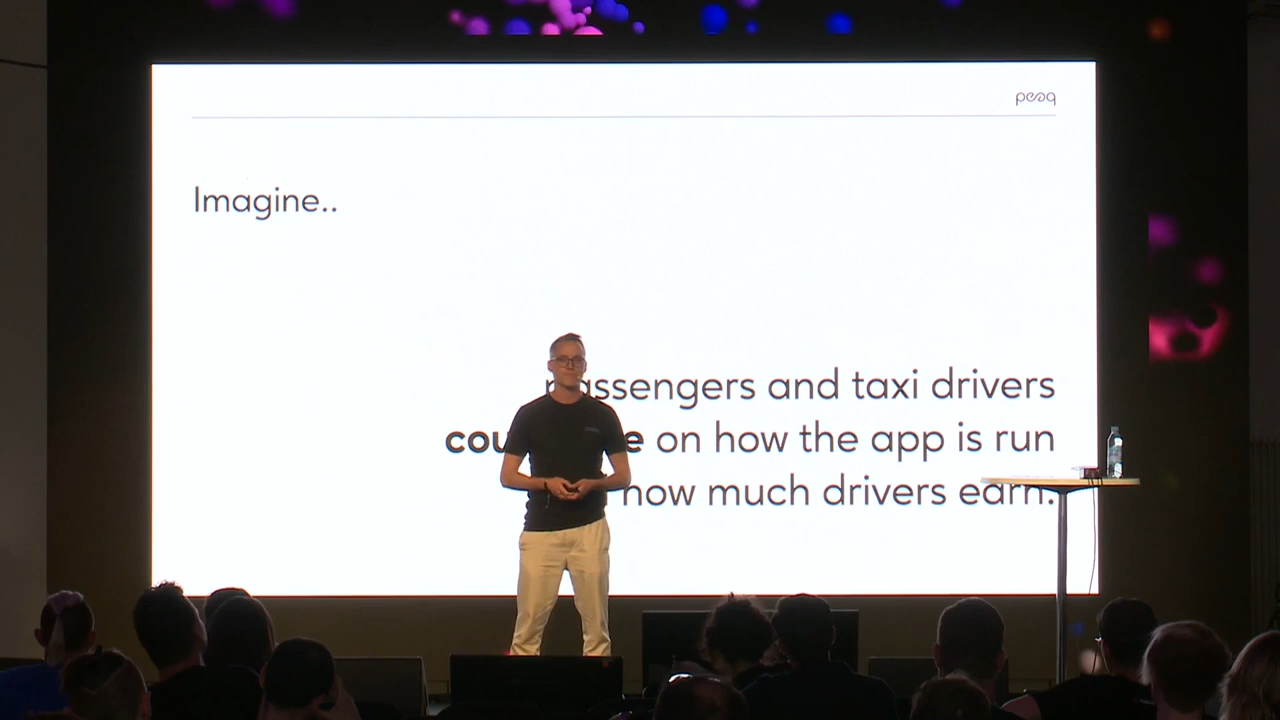 peaq
Imagine..
passengers and taxi drivers
on how the app is run
how much drivers earn.